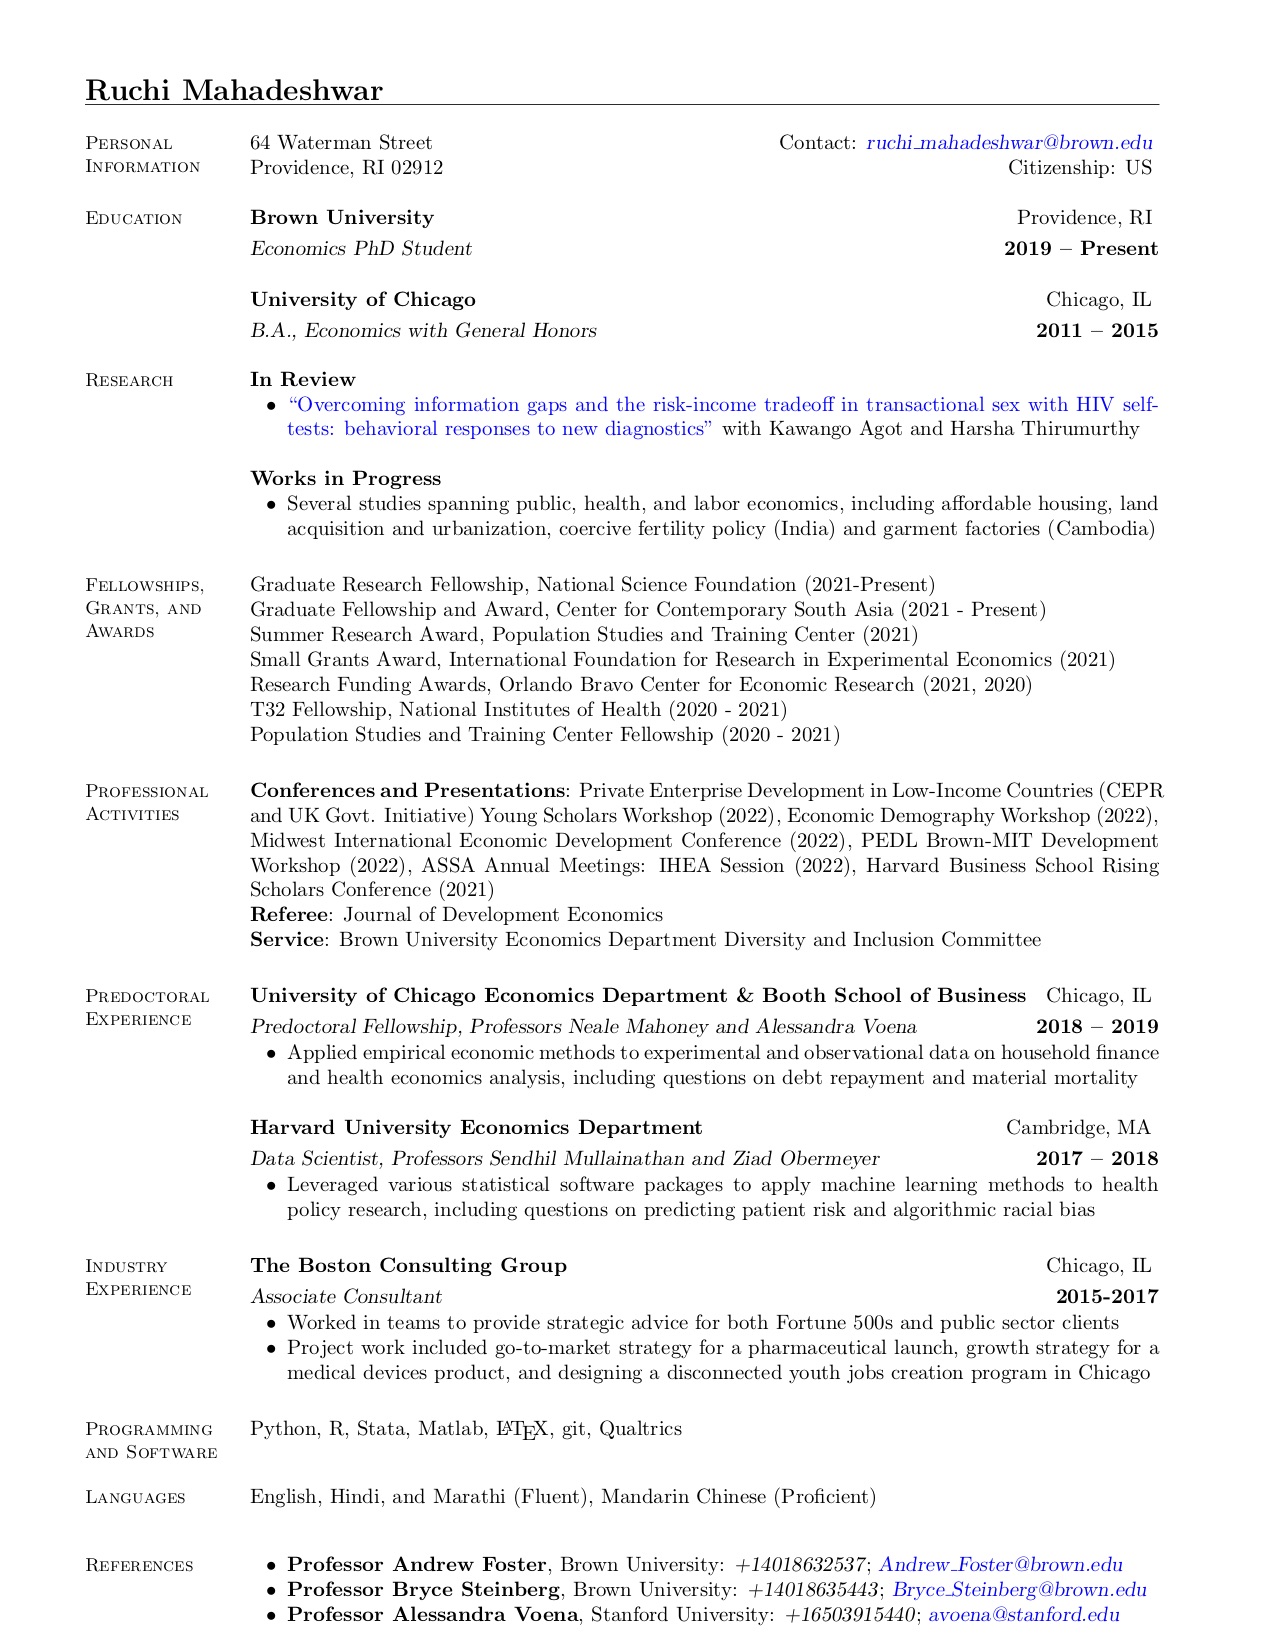 Ruchi Mahadeshwar
Personal Information
64 Waterman Street
Contact: ruchi_mahadeshwar@brown.edu
Providence, RI 02912
Citizenship: US
Education
Brown University
Providence, RI
Economics PhD Student
2019 – Present
University of Chicago
Chicago, IL
B.A., Economics with General Honors
2011 – 2015
Research
In Review
• “Overcoming information gaps and the risk-income tradeoff in transactional sex with HIV self-
tests: behavioral responses to new diagnostics” with Kawango Agot and Harsha Thirumurthy
Works in Progress
• Several studies spanning public, health, and labor economics, including affordable housing, land
acquisition and urbanization, coercive fertility policy (India) and garment factories (Cambodia)
Fellowships,
Grants, and
Awards
Graduate Research Fellowship, National Science Foundation (2021-Present)
Graduate Fellowship and Award, Center for Contemporary South Asia (2021 - Present)
Summer Research Award, Population Studies and Training Center (2021)
Small Grants Award, International Foundation for Research in Experimental Economics (2021)
Research Funding Awards, Orlando Bravo Center for Economic Research (2021, 2020)
T32 Fellowship, National Institutes of Health (2020 - 2021)
Population Studies and Training Center Fellowship (2020 - 2021)
Professional
Activities
Conferences and Presentations: Private Enterprise Development in Low-Income Countries (CEPR
and UK Govt. Initiative) Young Scholars Workshop (2022), Economic Demography Workshop (2022),
Midwest International Economic Development Conference (2022), PEDL Brown-MIT Development
Workshop (2022), ASSA Annual Meetings: IHEA Session (2022), Harvard Business School Rising
Scholars Conference (2021)
Referee: Journal of Development Economics
Service: Brown University Economics Department Diversity and Inclusion Committee
Predoctoral
Experience
University of Chicago Economics Department & Booth School of Business
Chicago, IL
Predoctoral Fellowship, Professors Neale Mahoney and Alessandra Voena
2018 – 2019
• Applied empirical economic methods to experimental and observational data on household finance
and health economics analysis, including questions on debt repayment and material mortality
Harvard University Economics Department
Cambridge, MA
Data Scientist, Professors Sendhil Mullainathan and Ziad Obermeyer
2017 – 2018
• Leveraged various statistical software packages to apply machine learning methods to health
policy research, including questions on predicting patient risk and algorithmic racial bias
Industry
Experience
The Boston Consulting Group
Chicago, IL
Associate Consultant
2015-2017
• Worked in teams to provide strategic advice for both Fortune 500s and public sector clients
• Project work included go-to-market strategy for a pharmaceutical launch, growth strategy for a
medical devices product, and designing a disconnected youth jobs creation program in Chicago
Programming
and Software
Python, R, Stata, Matlab, LATEX, git, Qualtrics
Languages
English, Hindi, and Marathi (Fluent), Mandarin Chinese (Proficient)
References
• Professor Andrew Foster, Brown University: +14018632537; Andrew_Foster@brown.edu
• Professor Bryce Steinberg, Brown University: +14018635443; Bryce_Steinberg@brown.edu
• Professor Alessandra Voena, Stanford University: +16503915440; avoena@stanford.edu